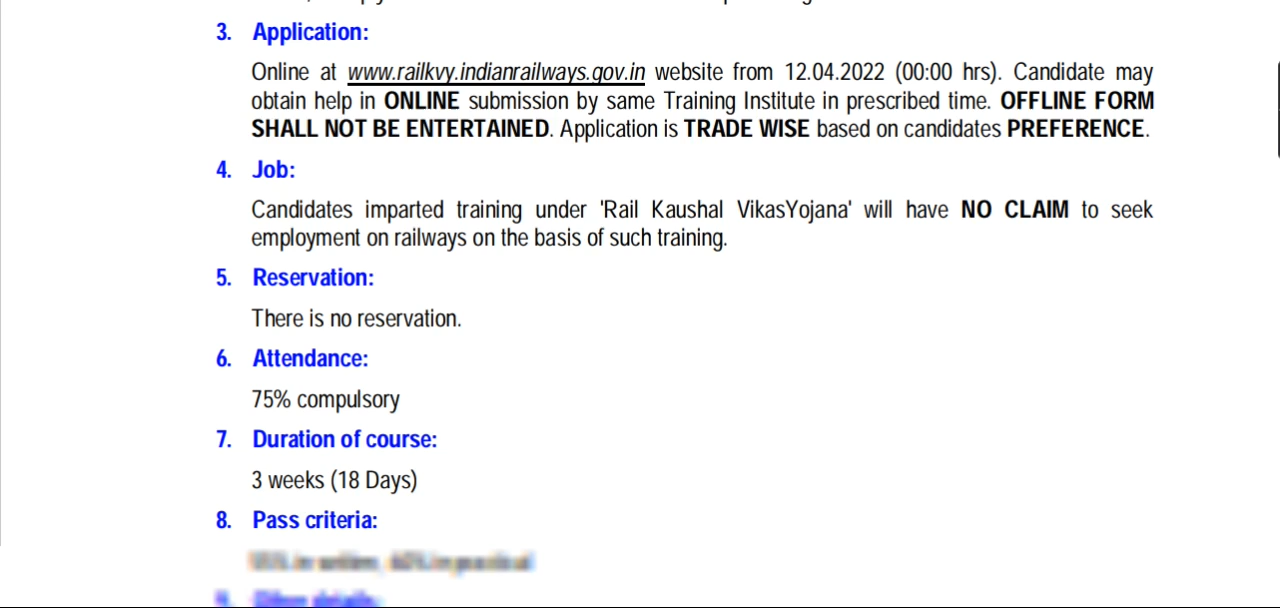 3. Application:
Online at www.railkvy.indianrailways.gov.in website from 12.04.2022 (00:00 hrs). Candidate may
obtain help in ONLINE submission by same Training Institute in prescribed time. OFFLINE FORM
SHALL NOT BE ENTERTAINED. Application is TRADE WISE based on candidates PREFERENCE.
4. Job:
Candidates imparted training under 'Rail Kaushal VikasYojana' will have NO CLAIM to seek
employment on railways on the basis of such training.
5. Reservation:
There is no reservation.
6. Attendance:
75% compulsory
7. Duration of course:
3 weeks (18 Days)
8. Pass criteria: